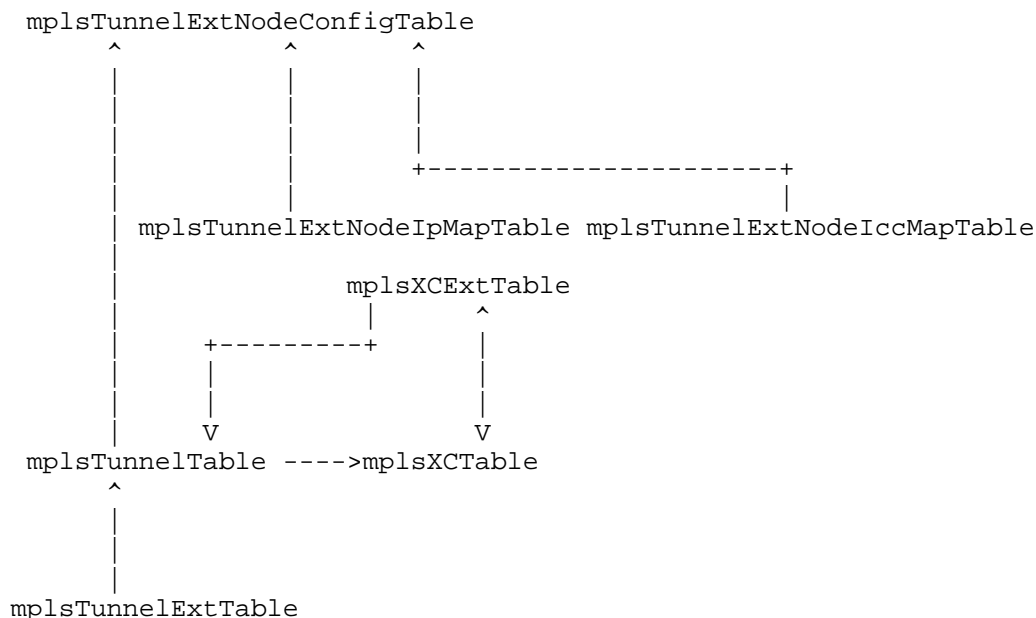 mplsTunnelExtNodeConfigTable
mplsTunnelExtNodeIpMapTable mplsTunnelExtNodeIccMapTable
mplsXCExtTable
mplsTunnelTable ---->mplsXCTable
mplsTunnelExtTable